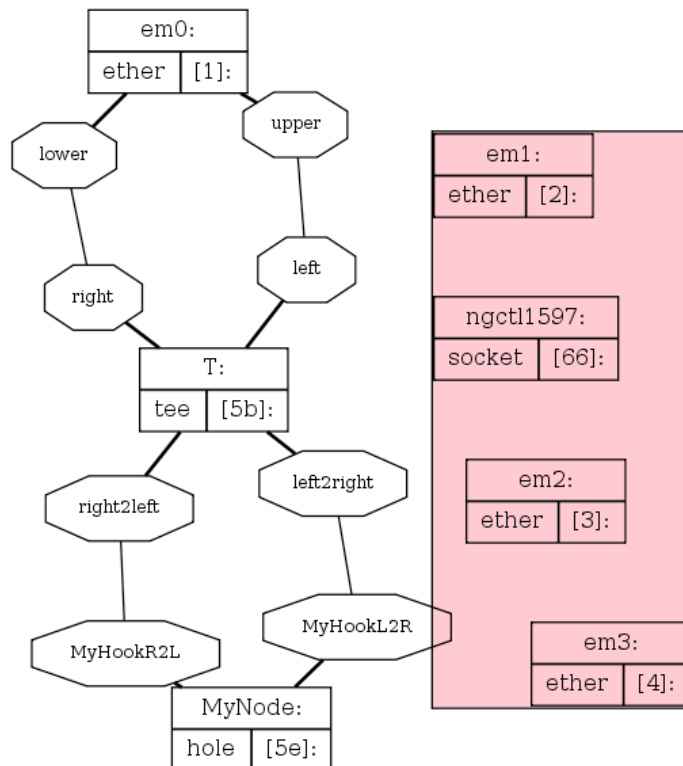 em0:
ether [1]:
lower
upper
em1:
ether [2]:
right
left
ngctl1597:
socket [66]:
T:
tee [5b]:
right2left
left2right
em2:
ether [3]:
MyHookR2L
MyHookL2R
em3:
ether [4]:
MyNode:
hole [5e]: